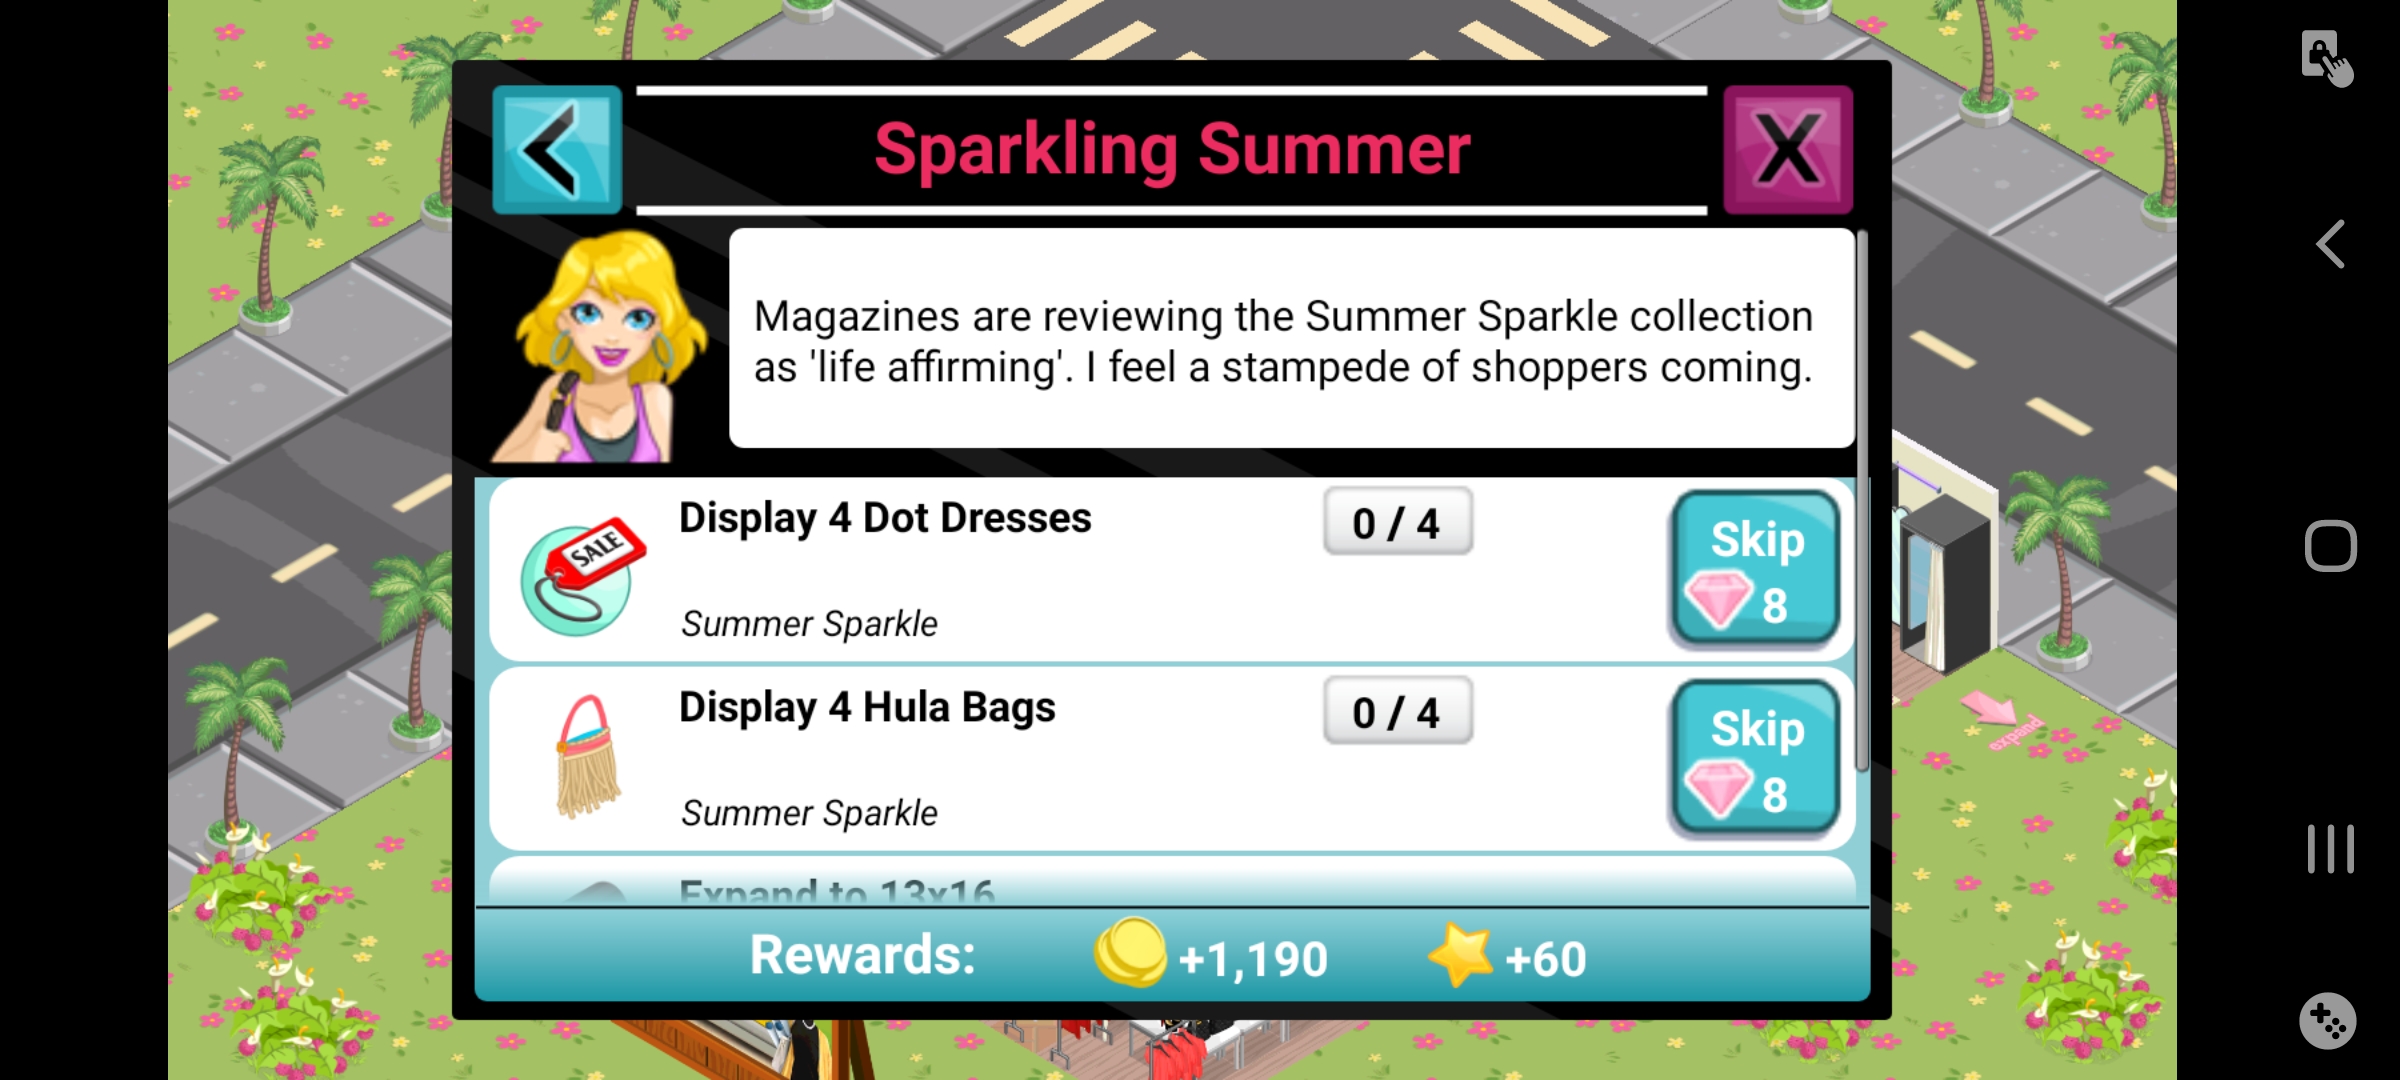 Sparkling Summer
X
Magazines are reviewing the Summer Sparkle collection
as 'life affirming'. I feel a stampede of shoppers coming.
SALE
Display 4 Dot Dresses
0 / 4
Skip
8
Summer Sparkle
Display 4 Hula Bags
0 / 4
Skip
8
Summer Sparkle
Expand to 13x16
Rewards:
+1,190
+60